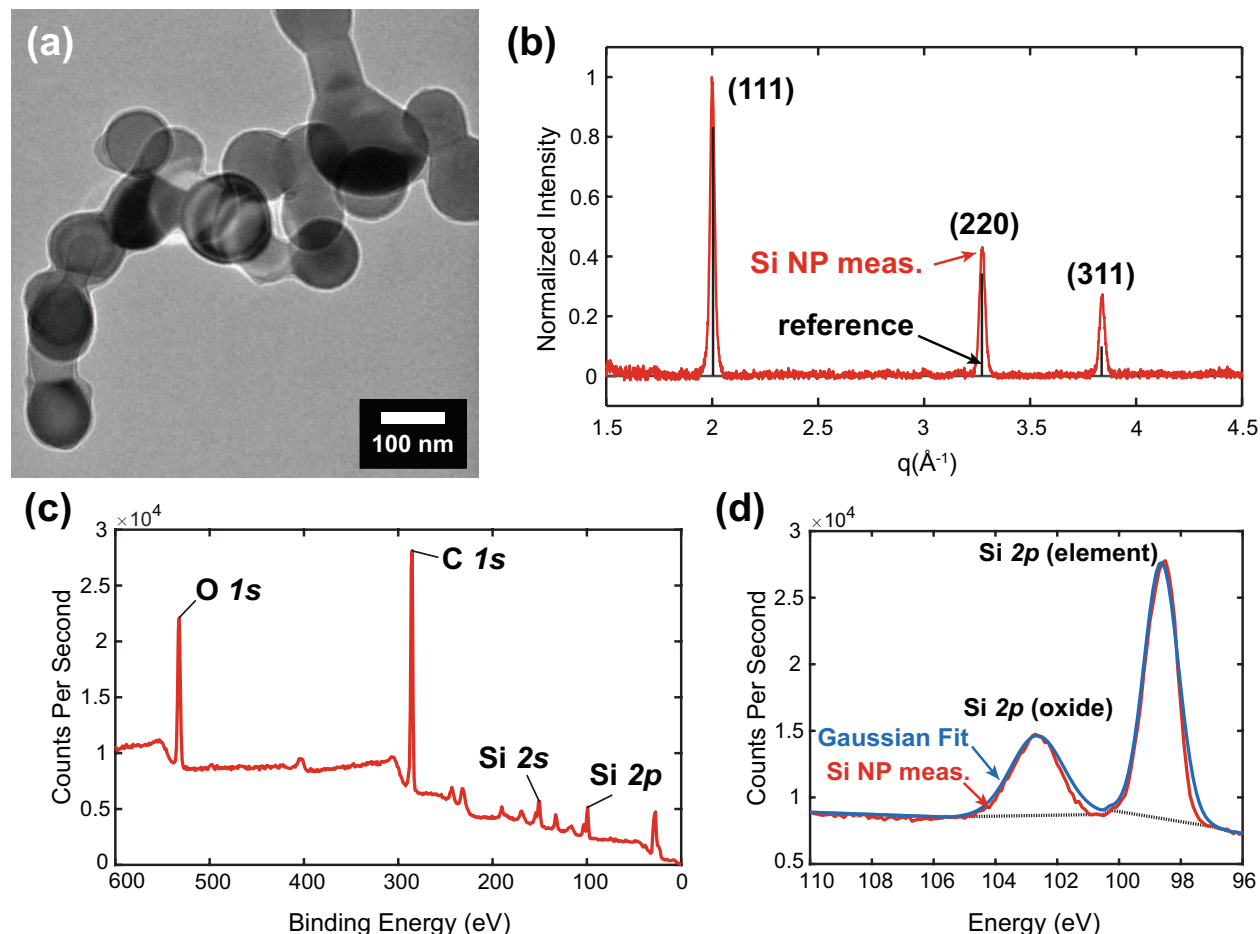 (a)
100 nm
(b)
Normalized Intensity
1
0.8
0.6
0.4
0.2
0
(111)
(220)
(311)
Si NP meas.
reference
1.5 2 2.5 3 3.5 4 4.5
q(Å⁻¹)
(c)
×10⁴
Counts Per Second
3
2.5
2
1.5
1
0.5
0
O 1s
C 1s
Si 2s
Si 2p
600 500 400 300 200 100 0
Binding Energy (eV)
(d)
×10⁴
Counts Per Second
3
2.5
2
1.5
1
0.5
Si 2p (element)
Si 2p (oxide)
Gaussian Fit
Si NP meas.
110 108 106 104 102 100 98 96
Energy (eV)